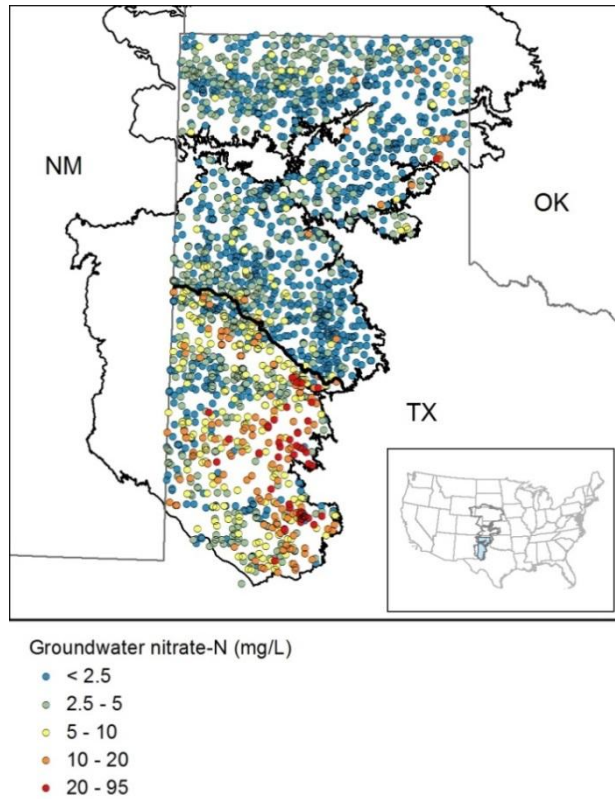 NM
OK
TX
Groundwater nitrate-N (mg/L)
< 2.5
2.5 - 5
5 - 10
10 - 20
20 - 95